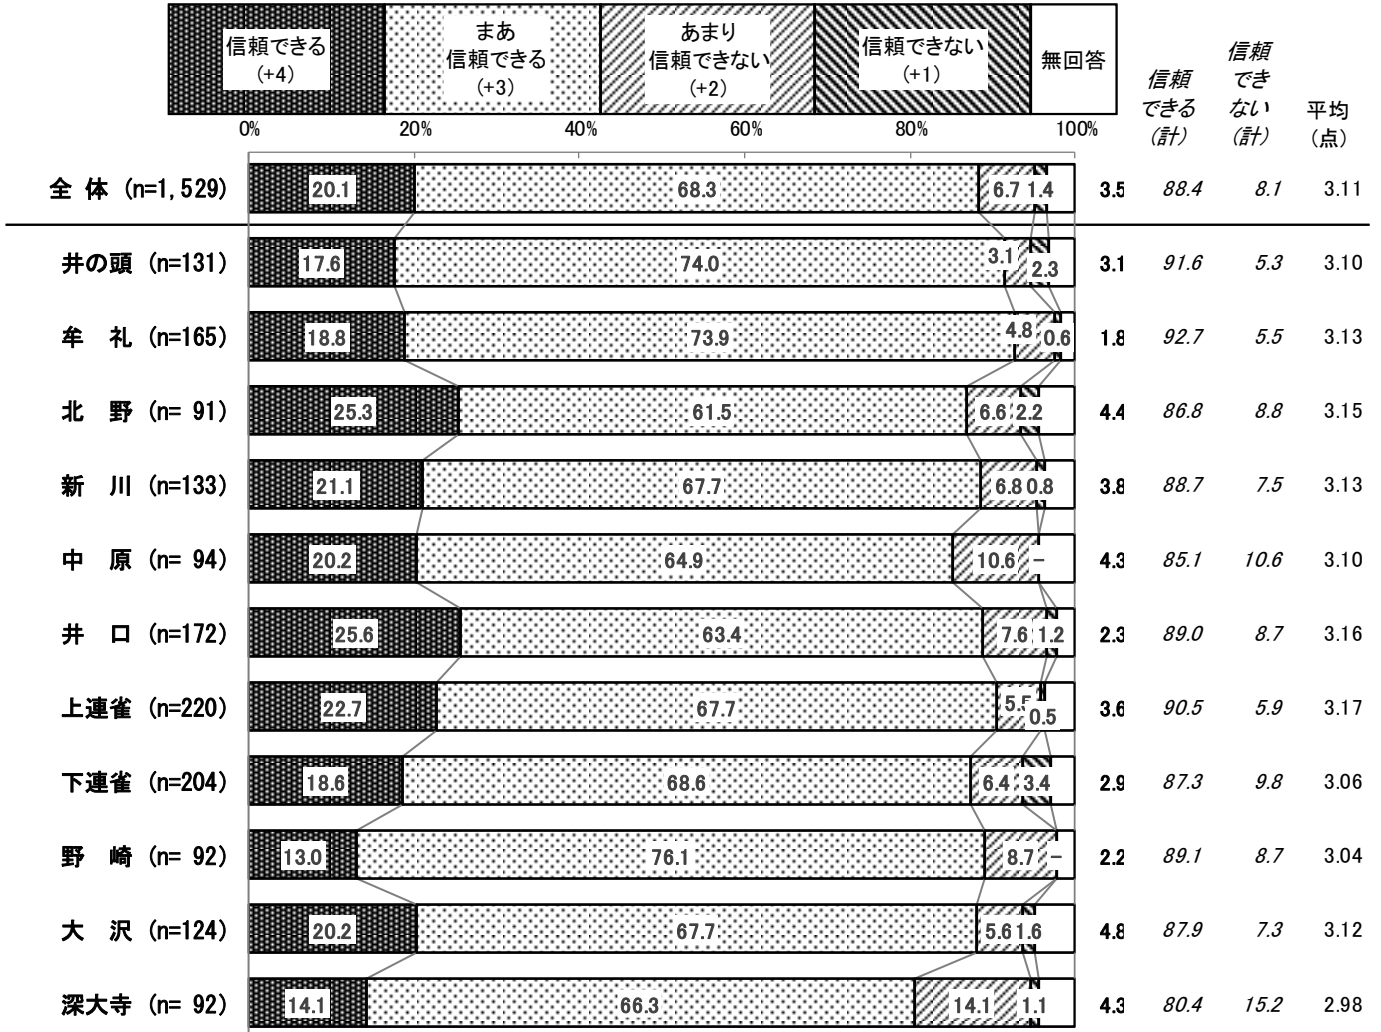 信頼できる
(+4)
まあ
信頼できる
(+3)
あまり
信頼できない
(+2)
信頼できない
(+1)
無回答
信頼
できる
(計)
信頼
でき
ない
(計)
平均
(点)
0% 20% 40% 60% 80% 100%
全 体 (n=1,529) 20.1 68.3 6.7 1.4 3.5 88.4 8.1 3.11
井の頭 (n=131) 17.6 74.0 3.1 2.3 3.1 91.6 5.3 3.10
牟 礼 (n=165) 18.8 73.9 4.8 0.6 1.8 92.7 5.5 3.13
北 野 (n= 91) 25.3 61.5 6.6 2.2 4.4 86.8 8.8 3.15
新 川 (n=133) 21.1 67.7 6.8 0.8 3.8 88.7 7.5 3.13
中 原 (n= 94) 20.2 64.9 10.6 - 4.3 85.1 10.6 3.10
井 口 (n=172) 25.6 63.4 7.6 1.2 2.3 89.0 8.7 3.16
上連雀 (n=220) 22.7 67.7 5.5 0.5 3.6 90.5 5.9 3.17
下連雀 (n=204) 18.6 68.6 6.4 3.4 2.9 87.3 9.8 3.06
野 崎 (n= 92) 13.0 76.1 8.7 - 2.2 89.1 8.7 3.04
大 沢 (n=124) 20.2 67.7 5.6 1.6 4.8 87.9 7.3 3.12
深大寺 (n= 92) 14.1 66.3 14.1 1.1 4.3 80.4 15.2 2.98